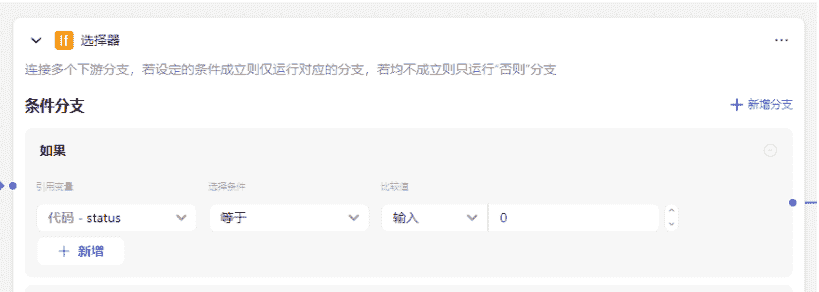 If 选择器
连接多个下游分支，若设定的条件成立则仅运行对应的分支，若均不成立则只运行“否则”分支
条件分支 新增分支
如果
引用变量 选择条件 比较值
代码 - status 等于 输入 0
新增